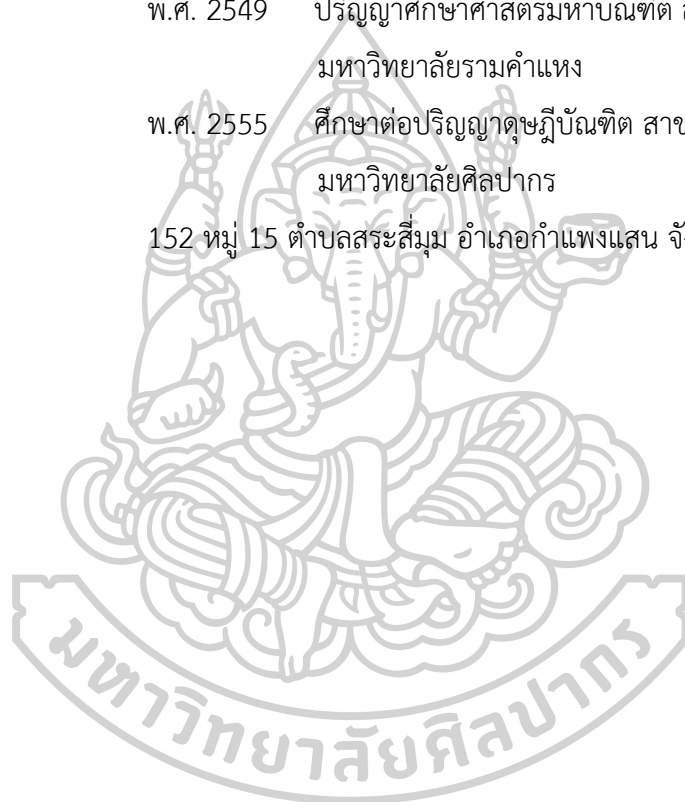 พ.ศ. 2549 ปริญญาศึกษาศาสตรมหาบัณฑิต
มหาวิทยาลัยรามคำแหง
พ.ศ. 2555 ศึกษาต่อปริญญาดุษฎีบัณฑิต
มหาวิทยาลัยศิลปากร
152 หมู่ 15 ตำบลสระสี่มุม อำเภอกำแพงแสน
มหาวิทยาลัยศิลปากร